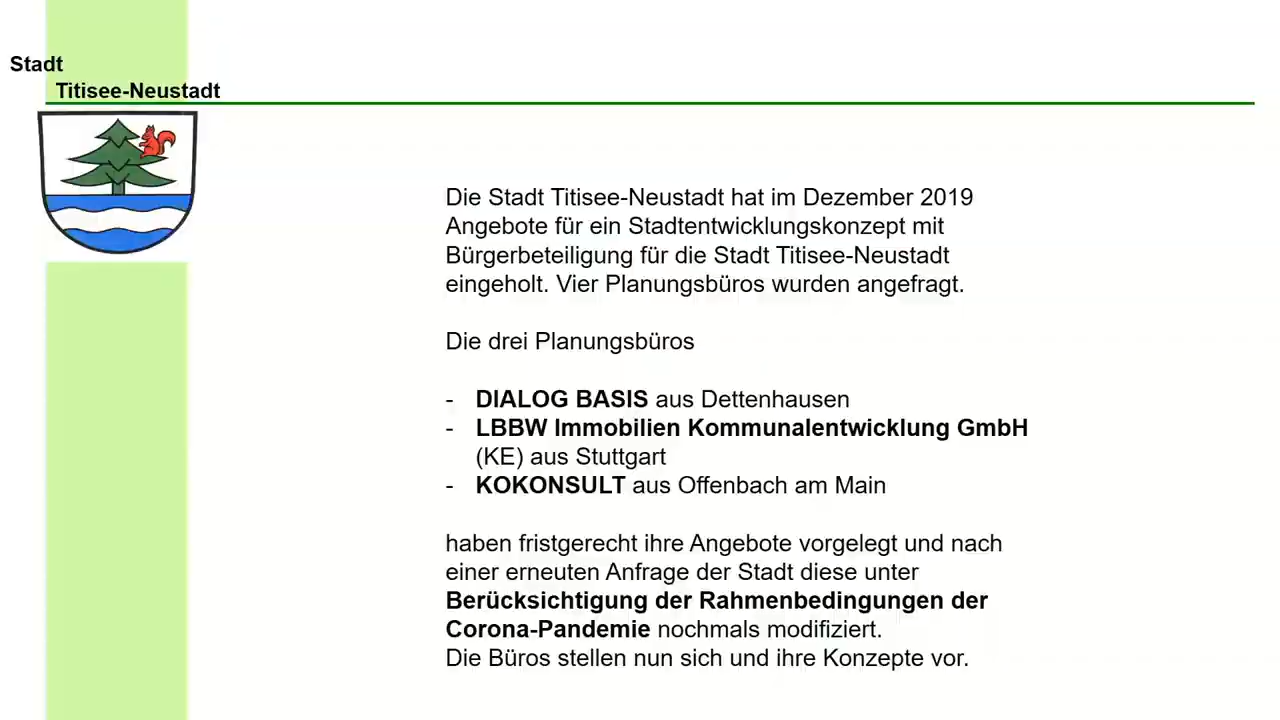 Stadt
Titisee-Neustadt
Die Stadt Titisee-Neustadt hat im Dezember 2019
Angebote für ein Stadtentwicklungskonzept mit
Bürgerbeteiligung für die Stadt Titisee-Neustadt
eingeholt. Vier Planungsbüros wurden angefragt.
Die drei Planungsbüros
- DIALOG BASIS aus Dettenhausen
- LBBW Immobilien Kommunalentwicklung GmbH
(KE) aus Stuttgart
- KOKONSULT aus Offenbach am Main
haben fristgerecht ihre Angebote vorgelegt und nach
einer erneuten Anfrage der Stadt diese unter
Berücksichtigung der Rahmenbedingungen der
Corona-Pandemie nochmals modifiziert.
Die Büros stellen nun sich und ihre Konzepte vor.